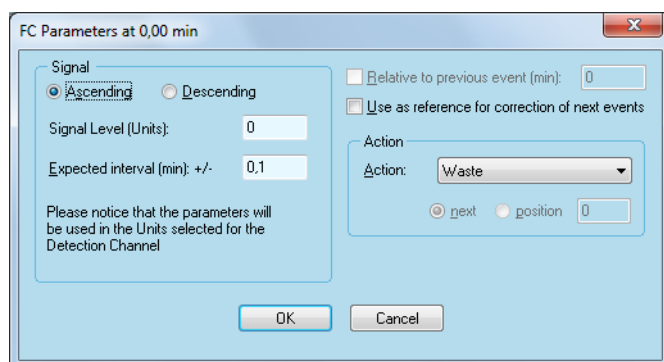 FC Parameters at 0,00 min
Signal
Ascending Descending
Signal Level (Units): 0
Expected interval (min): +/- 0,1
Please notice that the parameters will
be used in the Units selected for the
Detection Channel
Relative to previous event (min): 0
Use as reference for correction of next events
Action
Action: Waste
next position 0
OK Cancel